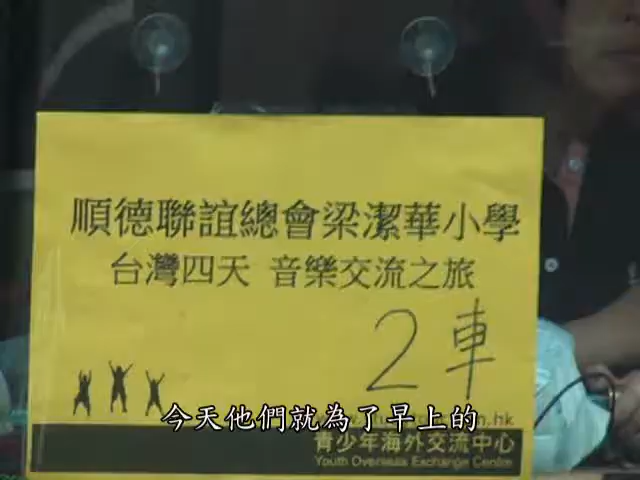 順德聯誼總會梁潔華小學
台灣四天 音樂交流之旅
2車
今天他們就為了早上的
青少年海外交流中心
Youth Overseas Exchange Centre